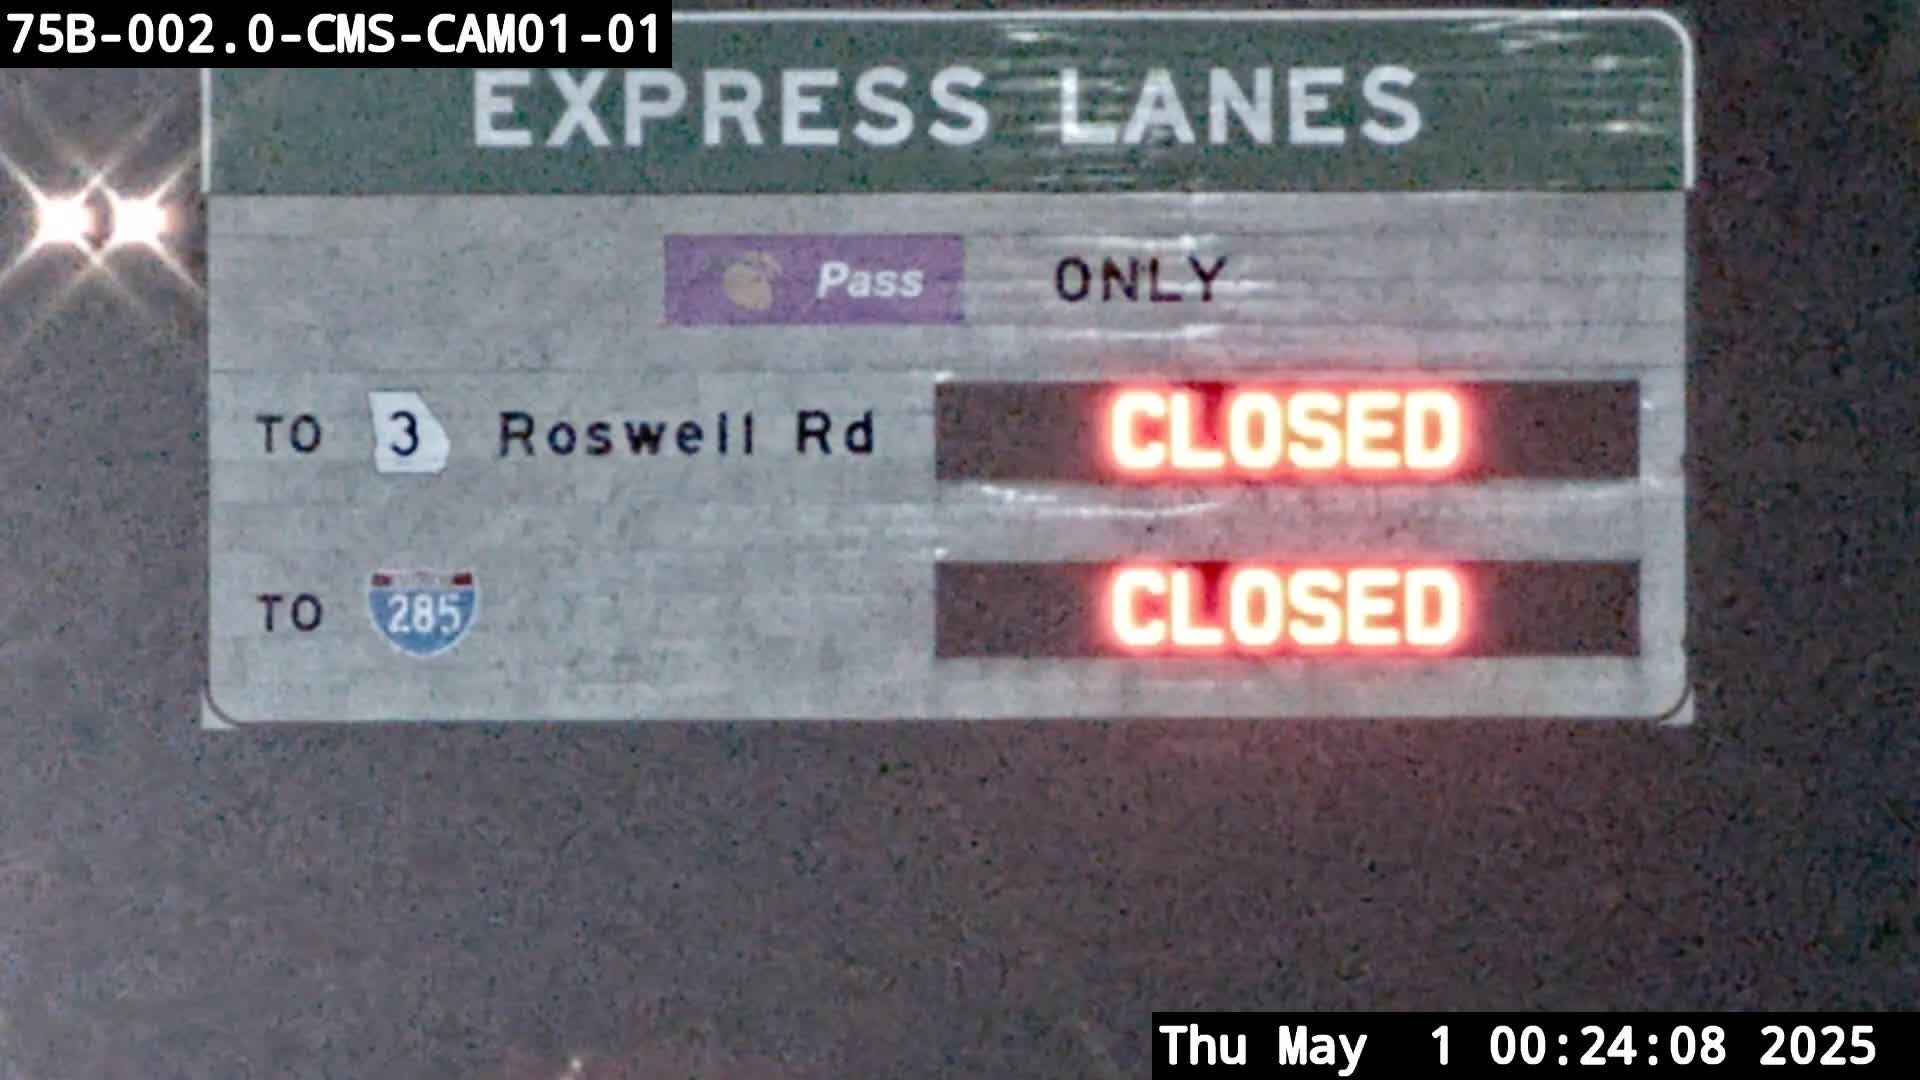 75B-002.0-CMS-CAM01-01
EXPRESS LANES
Pass ONLY
TO 3 Roswell Rd CLOSED
TO 285 CLOSED
Thu May 1 00:24:08 2025